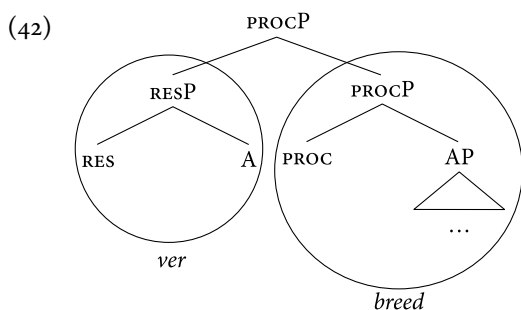 (42)
PROCP
RESP
PROCP
RES
A
PROC
AP
...
ver
breed